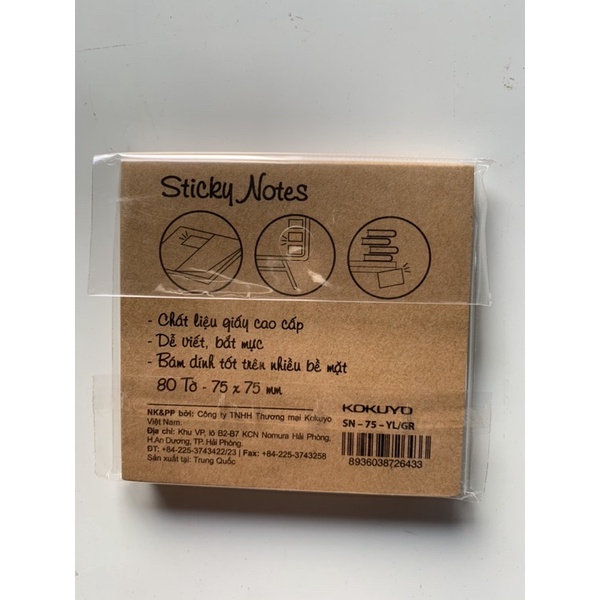 Sticky Notes
- Chất liệu giấy cao cấp
- Dễ viết, bắt mực
- Bám dính tốt trên nhiều bề mặt
80 Tờ - 75 x 75 mm
NK&PP bởi: Công ty TNHH Thương mại Kokuyo
Việt Nam.
Địa chỉ: Khu VP, lô B2-B7 KCN Nomura Hải Phòng,
H.An Dương, TP. Hải Phòng.
ĐT: +84-225-3743422/23 | Fax: +84-225-3743258
Sản xuất tại: Trung Quốc
KOKUYO
SN - 75 - YL/GR
8936038726433